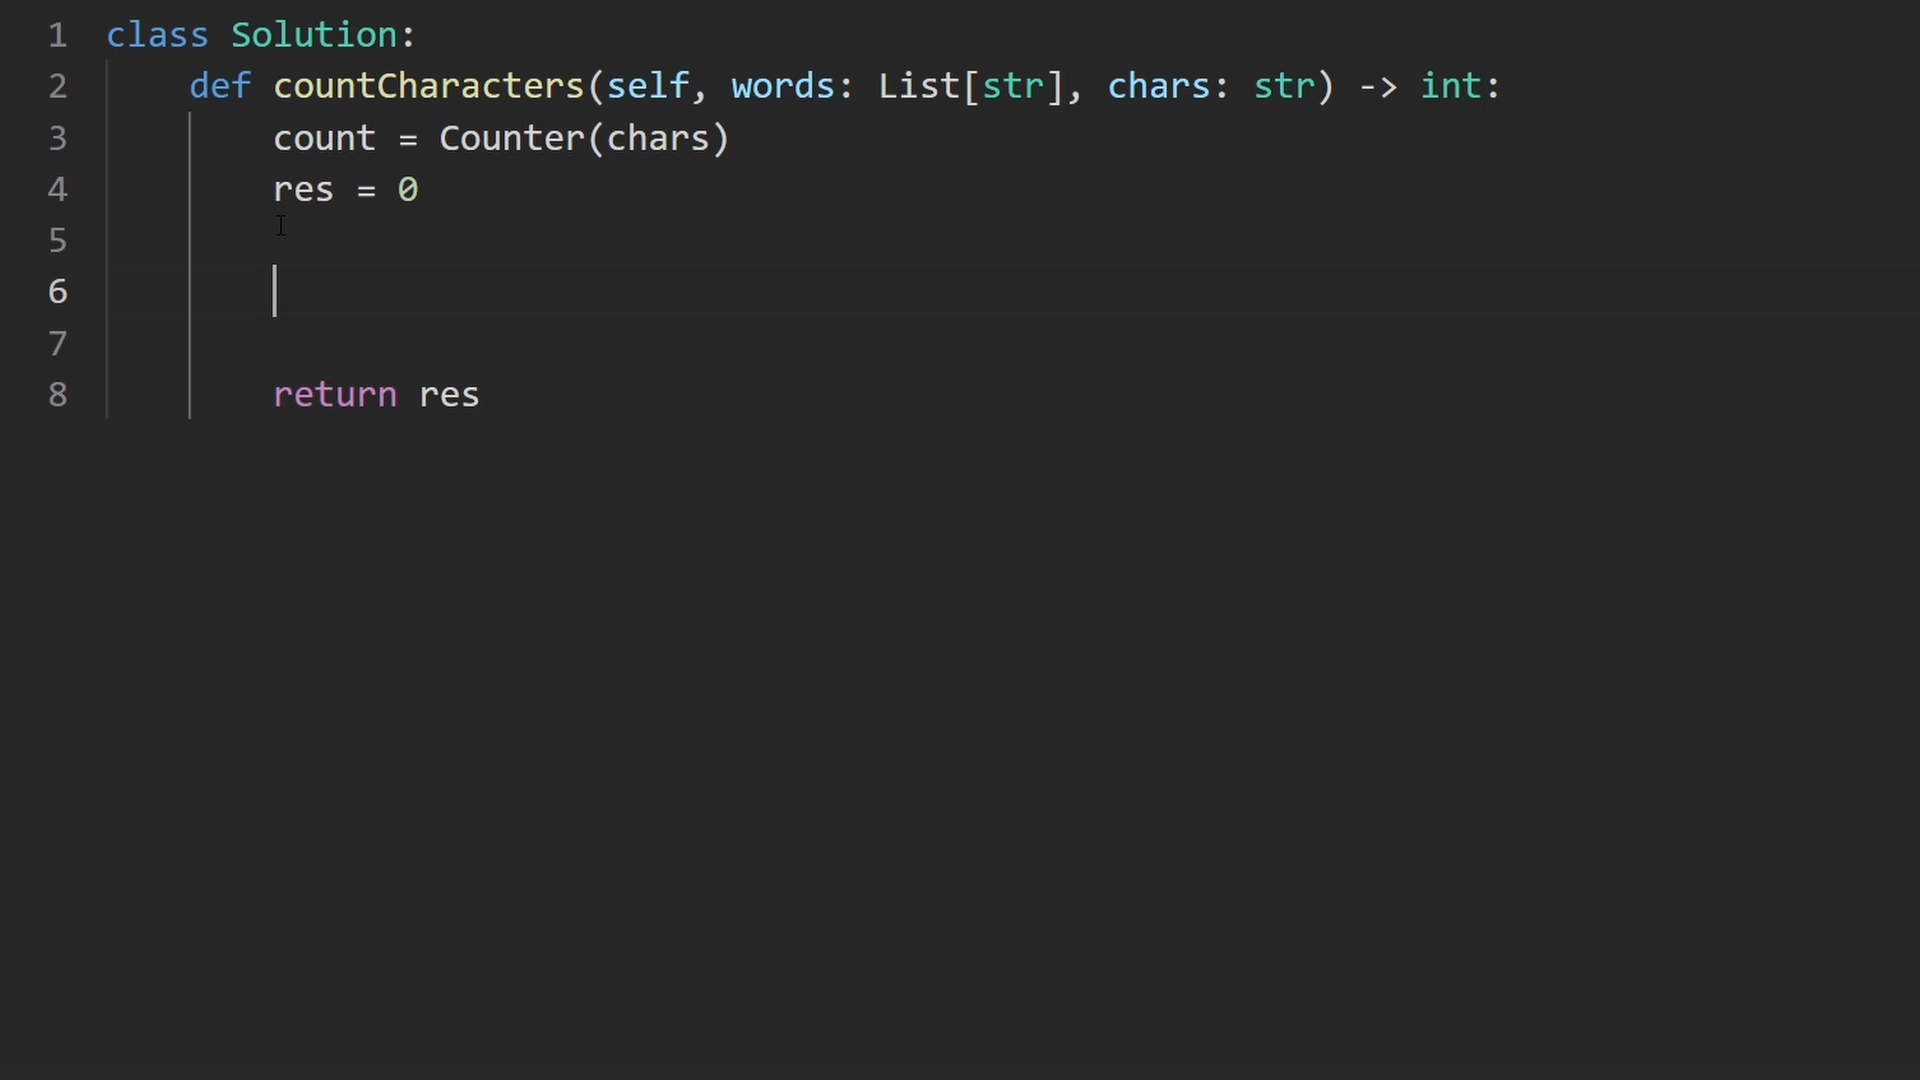 1 class Solution:
2 def countCharacters(self, words: List[str], chars: str) -> int:
3 count = Counter(chars)
4 res = 0
5
6
7
8 return res